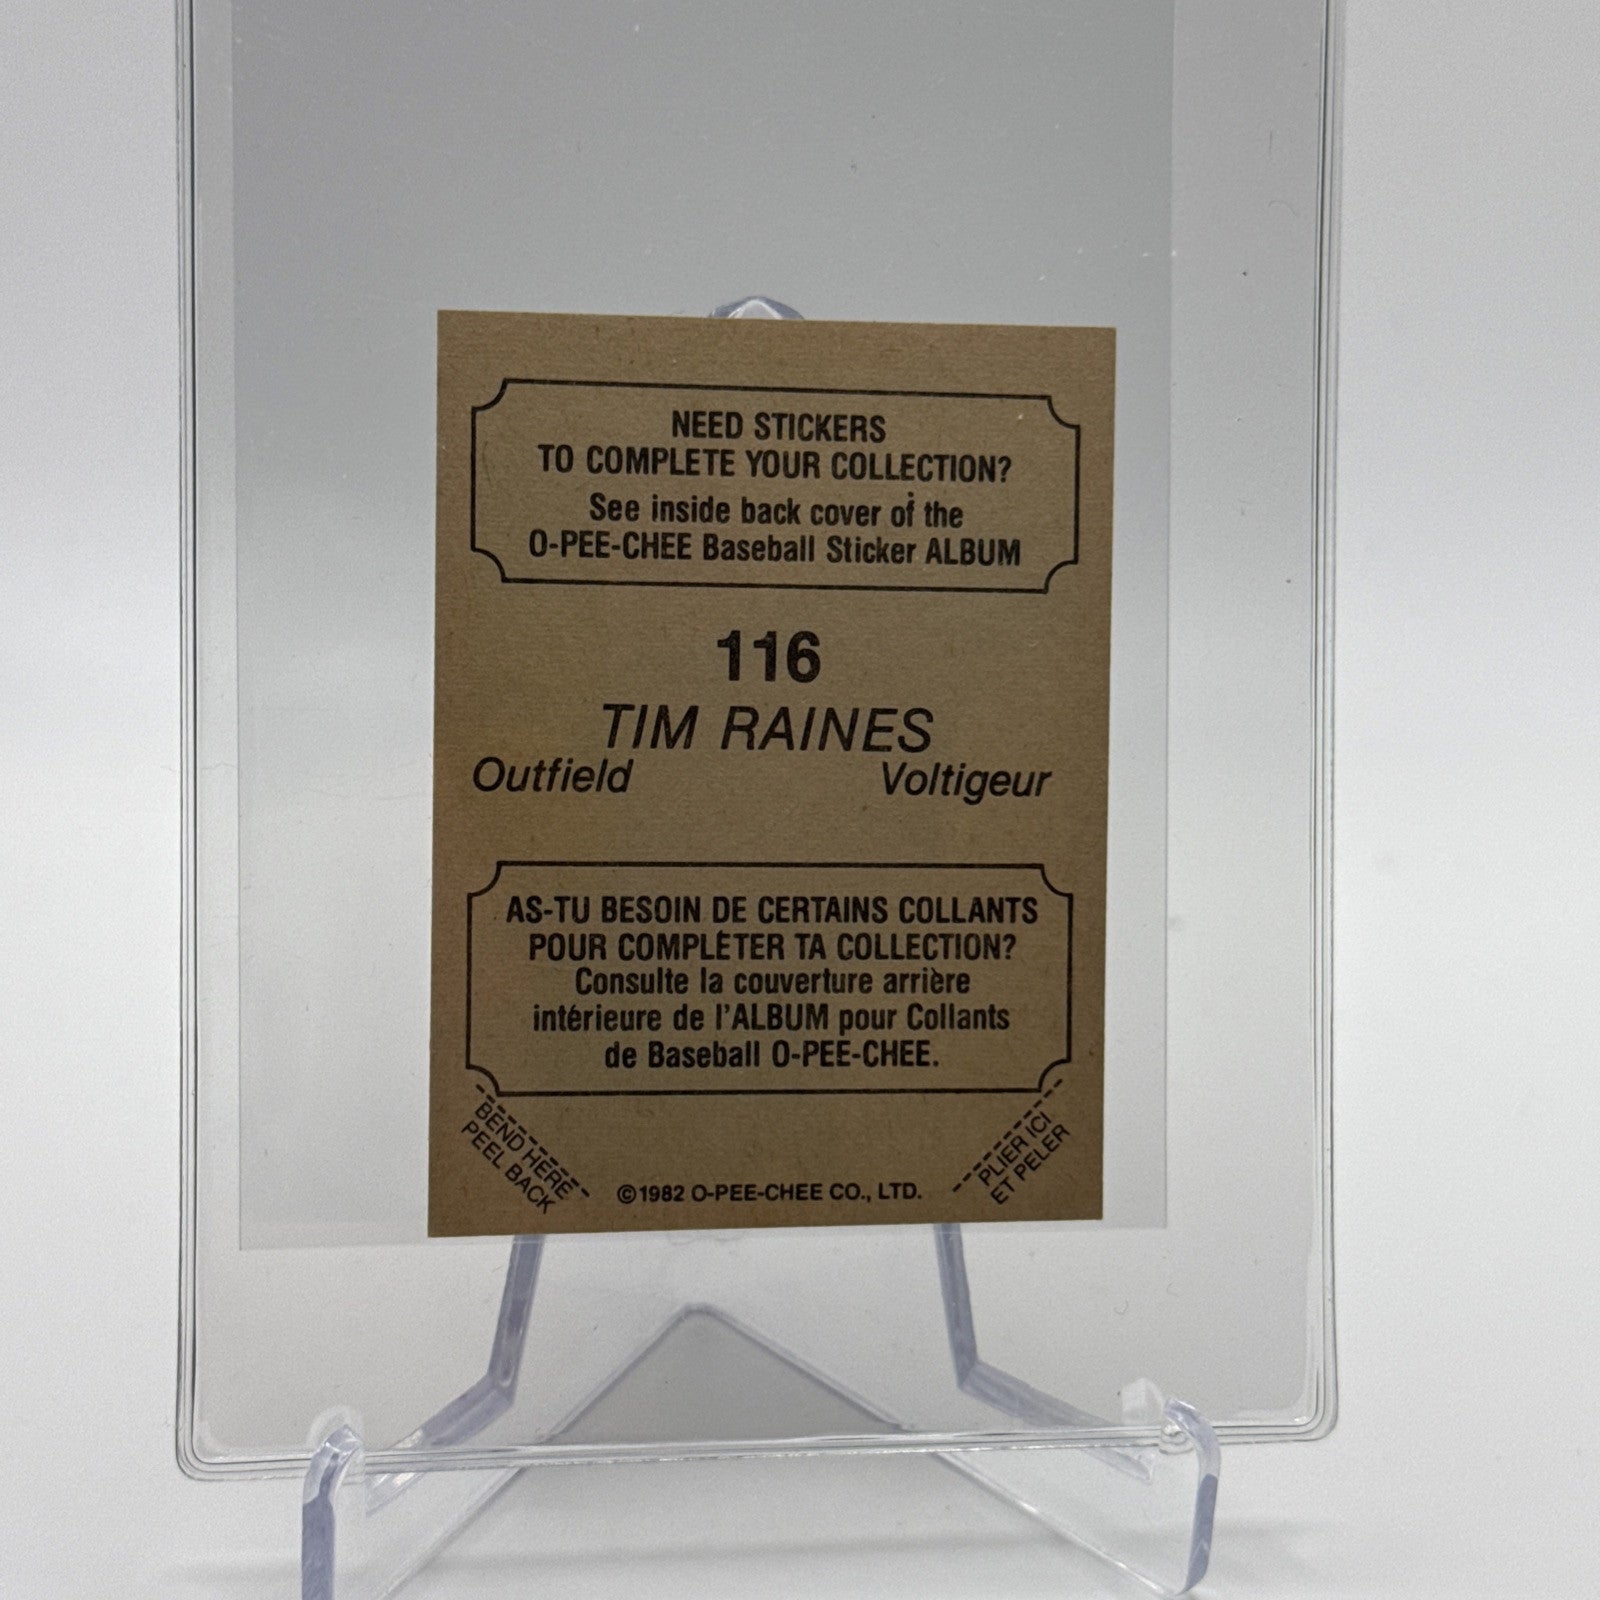 NEED STICKERS
TO COMPLETE YOUR COLLECTION?
See inside back cover of the
O-PEE-CHEE Baseball Sticker ALBUM
116
TIM RAINES
Outfield Voltigeur
AS-TU BESOIN DE CERTAINS COLLANTS
POUR COMPLÉTER TA COLLECTION?
Consulte la couverture arrière
intérieure de l'ALBUM pour Collants
de Baseball O-PEE-CHEE.
BEND HERE
PEEL BACK
©1982 O-PEE-CHEE CO., LTD.
PLIER ICI
ET PELER